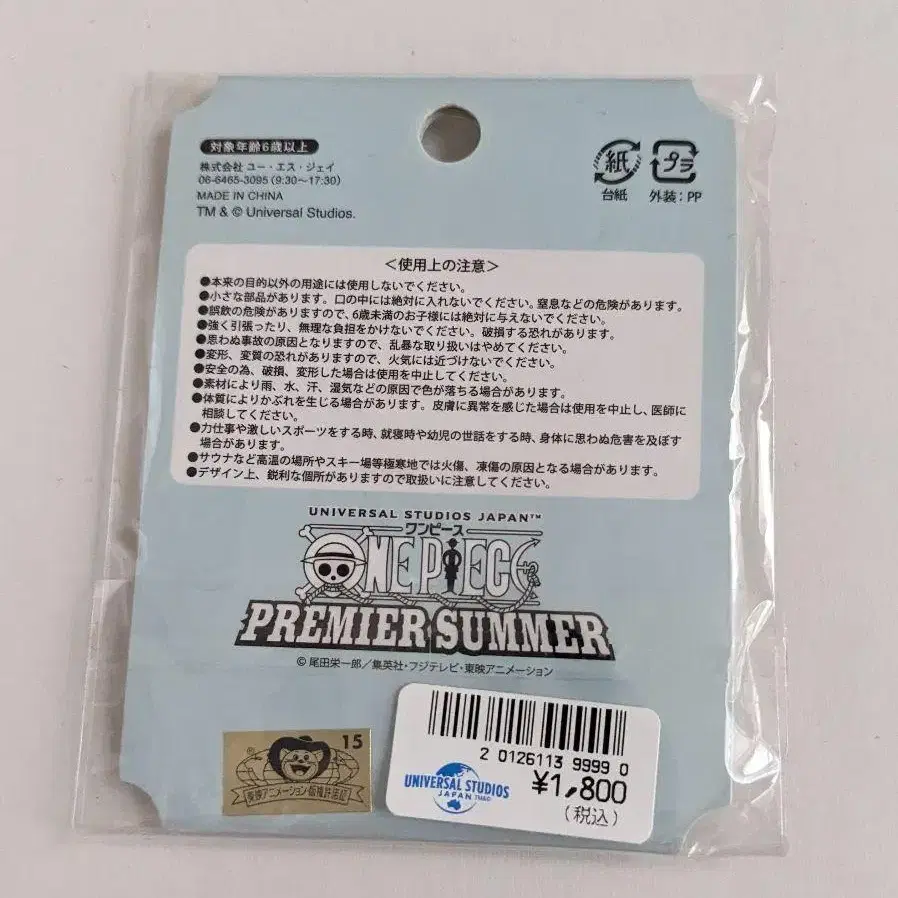 対象年齢6歳以上
株式会社 ユー・エス・ジェイ
06-6465-3095 (9:30〜17:30)
MADE IN CHINA
TM & © Universal Studios.
紙
台紙
プラ
外装：PP
＜使用上の注意＞
●本来の目的以外の用途には使用しないでください。
●小さな部品があります。口の中には絶対に入れないでください。窒息などの危険があります。
●誤飲の危険がありますので、6歳未満のお子様には絶対に与えないでください。
●強く引張ったり、無理な負担をかけないでください。破損する恐れがあります。
●思わぬ事故の原因となりますので、乱暴な取り扱いはやめてください。
●変形、変質の恐れがありますので、火気には近づけないでください。
●安全の為、破損、変形した場合は使用を中止してください。
●素材により雨、水、汗、湿気などの原因で色が落ちる場合があります。
●体質によりかぶれを生じる場合があります。皮膚に異常を感じた場合は使用を中止し、医師に
相談してください。
●力仕事や激しいスポーツをする時、就寝時や幼児の世話をする時、身体に思わぬ危害を及ぼす
場合があります。
●サウナなど高温の場所やスキー場等極寒地では火傷、凍傷の原因となる場合があります。
●デザイン上、鋭利な個所がありますので取扱いに注意してください。
UNIVERSAL STUDIOS JAPAN™
ワンピース
ONE PIECE
PREMIER SUMMER
© 尾田栄一郎／集英社・フジテレビ・東映アニメーション
15
®
東映アニメーション版権許諾証
2 0126113 9999 0
UNIVERSAL STUDIOS
JAPAN
¥1,800
(税込)